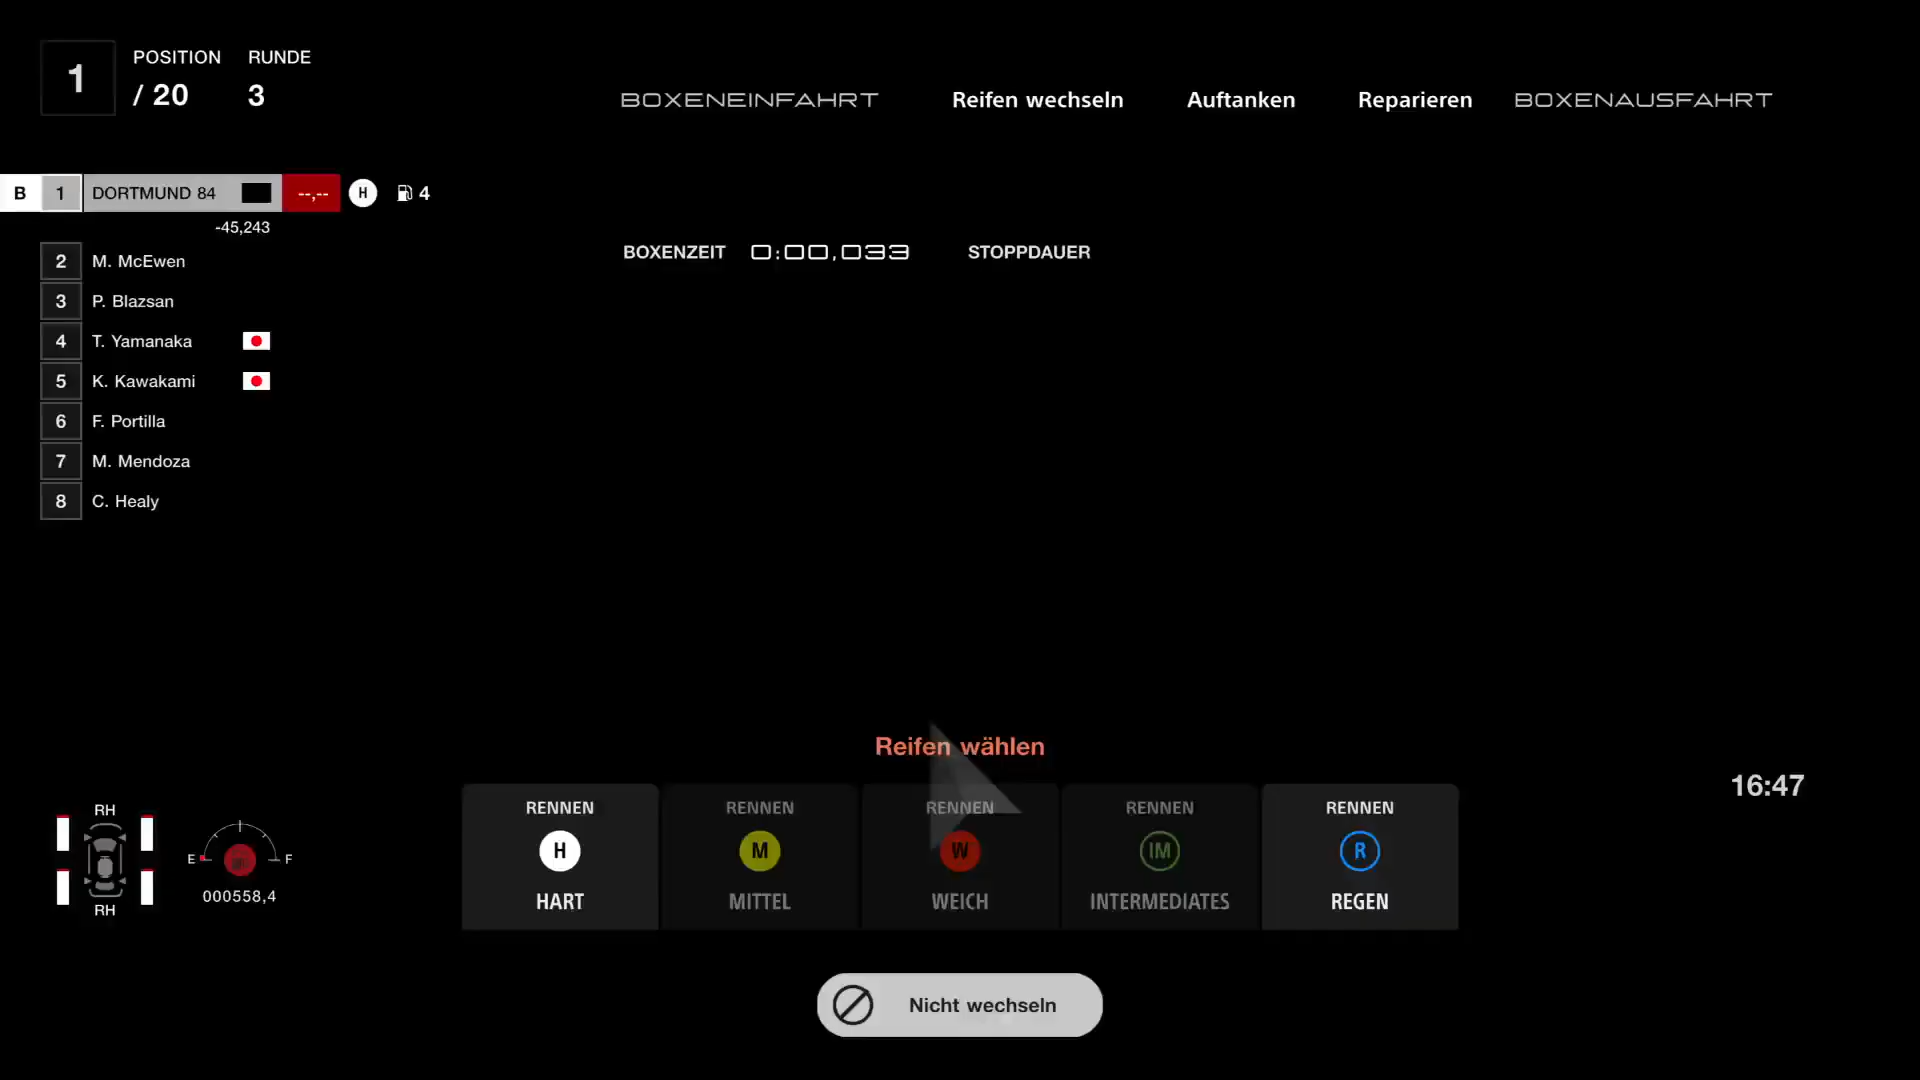 1
POSITION
/ 20
RUNDE
3
BOXENEINFAHRT
Reifen wechseln
Auftanken
Reparieren
BOXENAUSFAHRT
B 1 DORTMUND 84 --,-- H 4
-45,243
2 M. McEwen
3 P. Blazsan
4 T. Yamanaka
5 K. Kawakami
6 F. Portilla
7 M. Mendoza
8 C. Healy
BOXENZEIT 0:00,033 STOPPDAUER
Reifen wählen
16:47
RENNEN
H
HART
RENNEN
M
MITTEL
RENNEN
W
WEICH
RENNEN
IM
INTERMEDIATES
RENNEN
R
REGEN
RH
RH
E F
000558,4
Nicht wechseln